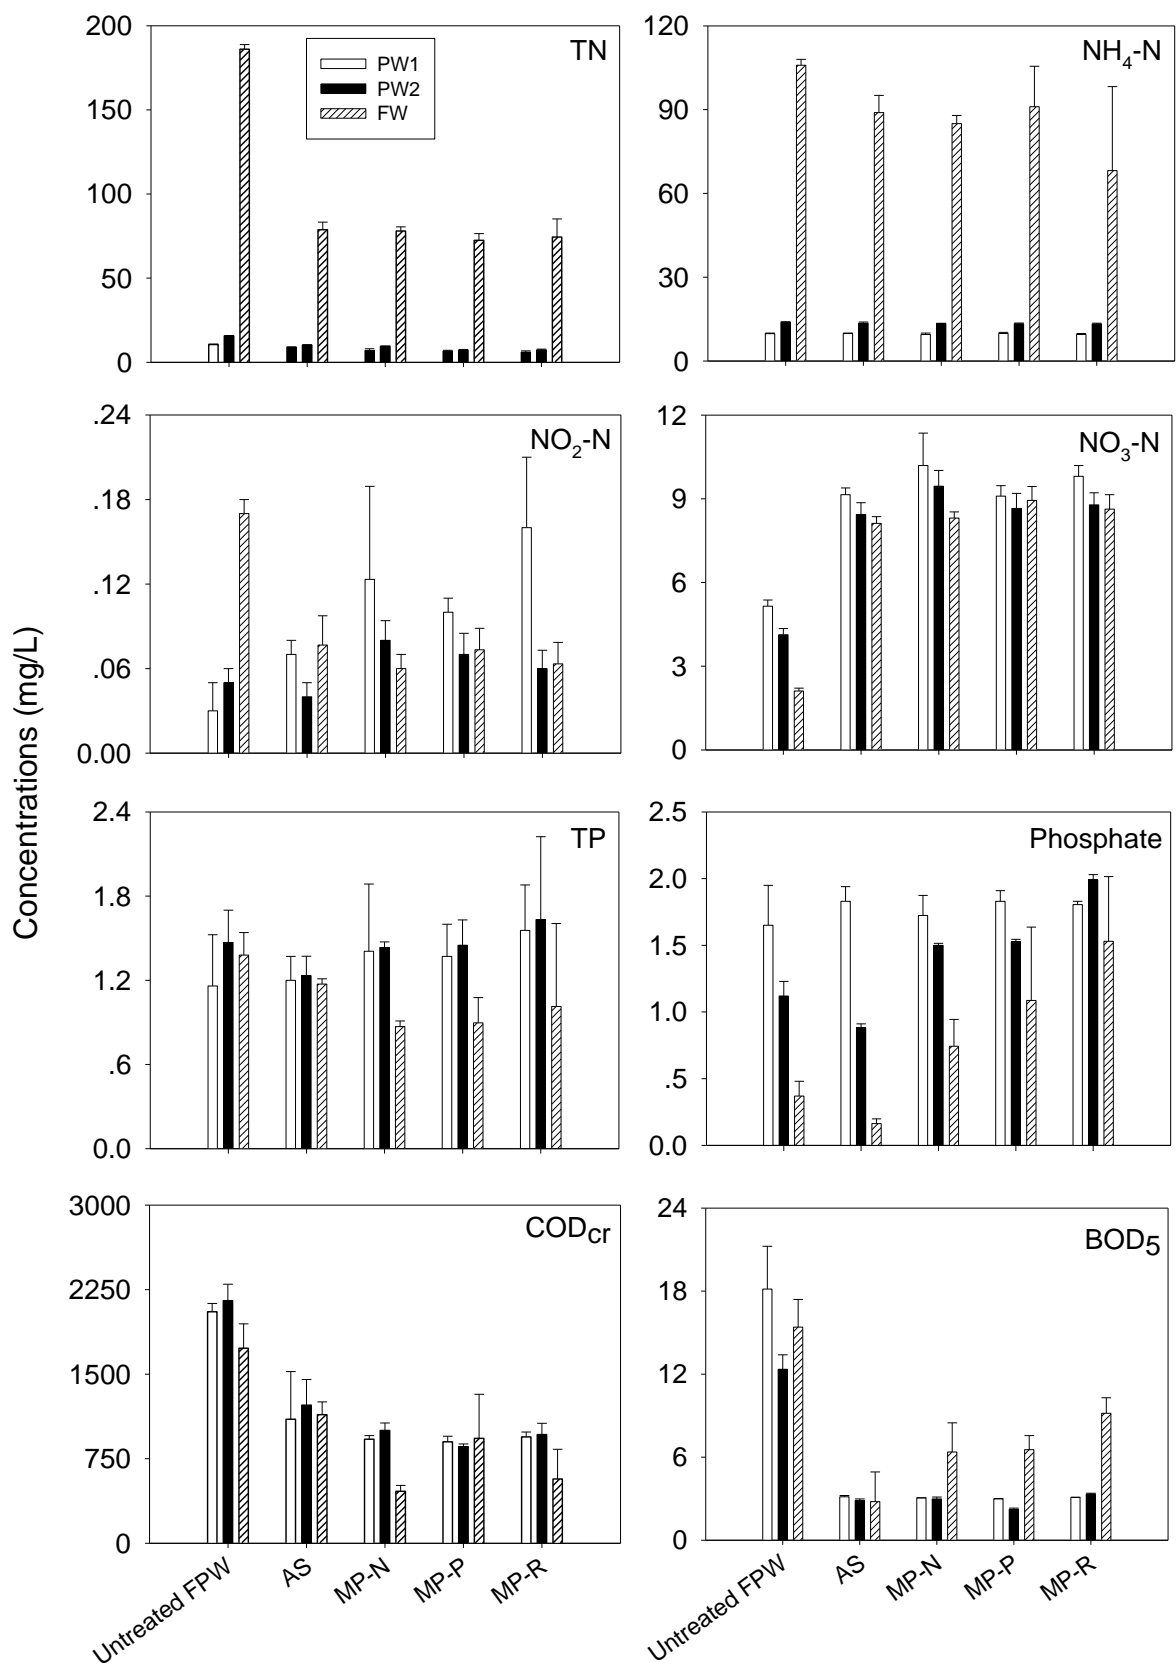 Concentrations (mg/L)
200
150
100
50
0
TN
PW1
PW2
FW
120
90
60
30
0
NH4-N
.24
.18
.12
.06
0.00
NO2-N
12
9
6
3
0
NO3-N
2.4
1.8
1.2
.6
0.0
TP
2.5
2.0
1.5
1.0
.5
0.0
Phosphate
3000
2250
1500
750
0
CODcr
Untreated FPW
AS
MP-N
MP-P
MP-R
24
18
12
6
0
BOD5
Untreated FPW
AS
MP-N
MP-P
MP-R